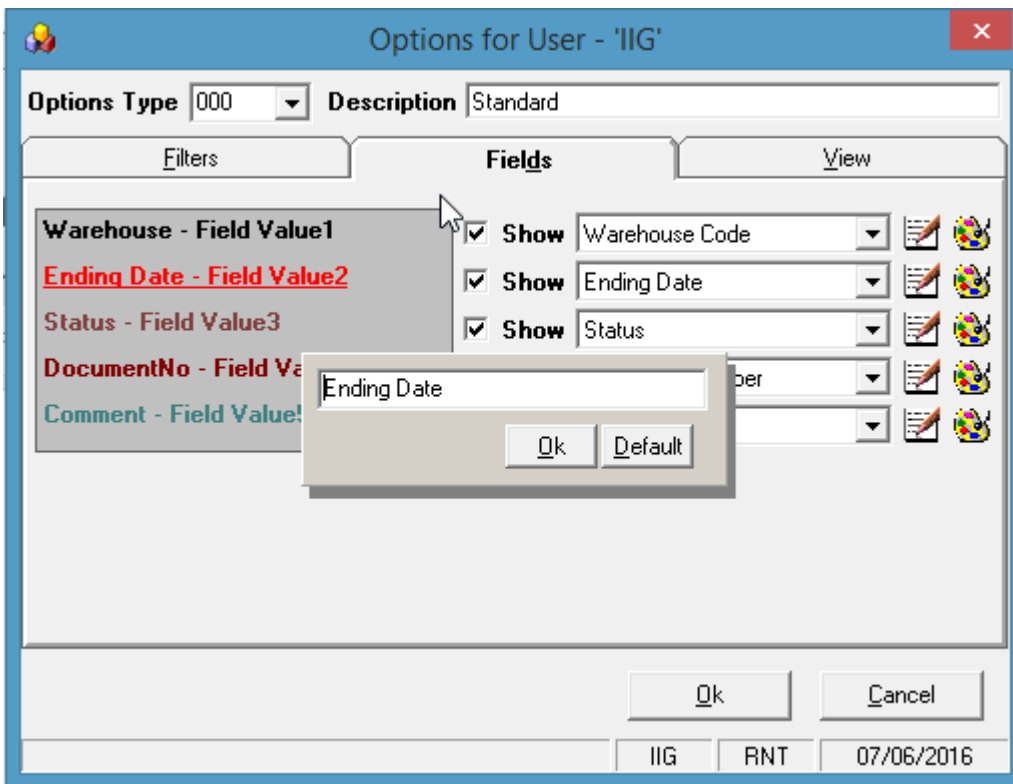 Options for User - 'IIG'
Options Type 000 Description Standard
Filters Fields View
Warehouse - Field Value1 Show Warehouse Code
Ending Date - Field Value2 Show Ending Date
Status - Field Value3 Show Status
DocumentNo - Field
Comment - Field
Ending Date
Ok Default
Ok Cancel
IIG RNT 07/06/2016